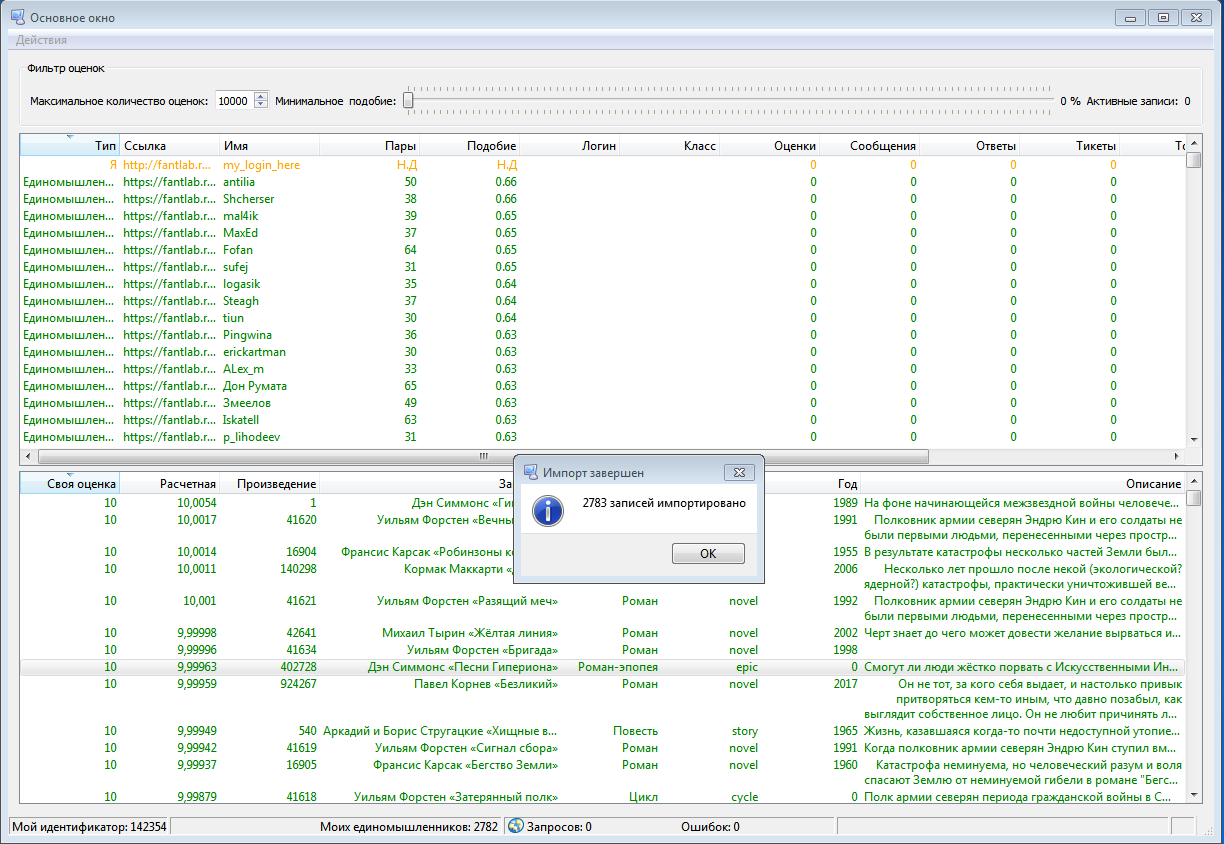 Основное окно
Действия
Фильтр оценок
Максимальное количество оценок: 10000 Минимальное подобие: 0 % Активные записи: 0
Тип Ссылка Имя Пары Подобие Логин Класс Оценки Сообщения Ответы Тикеты То
Я http://fantlab.r... my_login_here Н.Д Н.Д 0 0 0 0
Единомышлен... https://fantlab.r... antilia 50 0.66 0 0 0 0
Единомышлен... https://fantlab.r... Shcherser 38 0.66 0 0 0 0
Единомышлен... https://fantlab.r... mal4ik 39 0.65 0 0 0 0
Единомышлен... https://fantlab.r... MaxEd 37 0.65 0 0 0 0
Единомышлен... https://fantlab.r... Fofan 64 0.65 0 0 0 0
Единомышлен... https://fantlab.r... sufej 31 0.65 0 0 0 0
Единомышлен... https://fantlab.r... logasik 35 0.64 0 0 0 0
Единомышлен... https://fantlab.r... Steagh 37 0.64 0 0 0 0
Единомышлен... https://fantlab.r... tiun 30 0.64 0 0 0 0
Единомышлен... https://fantlab.r... Pingwina 36 0.63 0 0 0 0
Единомышлен... https://fantlab.r... erickartman 30 0.63 0 0 0 0
Единомышлен... https://fantlab.r... ALex_m 33 0.63 0 0 0 0
Единомышлен... https://fantlab.r... Дон Румата 65 0.63 0 0 0 0
Единомышлен... https://fantlab.r... Змеелов 49 0.63 0 0 0 0
Единомышлен... https://fantlab.r... Iskatell 63 0.63 0 0 0 0
Единомышлен... https://fantlab.r... p_lihodeev 31 0.63 0 0 0 0
Импорт завершен
2783 записей импортировано
OK
Своя оценка Расчетная Произведение За Год Описание
10 10,0054 1 Дэн Симмонс «Ги 1989 На фоне начинающейся межзвездной войны человече...
10 10,0017 41620 Уильям Форстен «Вечны 1991 Полковник армии северян Эндрю Кин и его солдаты не
были первыми людьми, перенесенными через простр...
10 10,0014 16904 Франсис Карсак «Робинзоны к 1955 В результате катастрофы несколько частей Земли был...
10 10,0011 140298 Кормак Маккарти « 2006 Несколько лет прошло после некой (экологической?
ядерной?) катастрофы, практически уничтожившей ве...
10 10,001 41621 Уильям Форстен «Разящий меч» Роман novel 1992 Полковник армии северян Эндрю Кин и его солдаты не
были первыми людьми, перенесенными через простр...
10 9,99998 42641 Михаил Тырин «Жёлтая линия» Роман novel 2002 Черт знает до чего может довести желание вырваться и...
10 9,99996 41634 Уильям Форстен «Бригада» Роман novel 1998
10 9,99963 402728 Дэн Симмонс «Песни Гипериона» Роман-эпопея epic 0 Смогут ли люди жёстко порвать с Искусственными Ин...
10 9,99959 924267 Павел Корнев «Безликий» Роман novel 2017 Он не тот, за кого себя выдает, и настолько привык
притворяться кем-то иным, что давно позабыл, как
выглядит собственное лицо. Он не любит причинять л...
10 9,99949 540 Аркадий и Борис Стругацкие «Хищные в... Повесть story 1965 Жизнь, казавшаяся когда-то почти недоступной утопие...
10 9,99942 41619 Уильям Форстен «Сигнал сбора» Роман novel 1991 Когда полковник армии северян Эндрю Кин ступил вм...
10 9,99937 16905 Франсис Карсак «Бегство Земли» Роман novel 1960 Катастрофа неминуема, но человеческий разум и воля
спасают Землю от неминуемой гибели в романе "Бегс...
10 9,99879 41618 Уильям Форстен «Затерянный полк» Цикл cycle 0 Полк армии северян периода гражданской войны в С...
Мой идентификатор: 142354 Моих единомышленников: 2782 Запросов: 0 Ошибок: 0